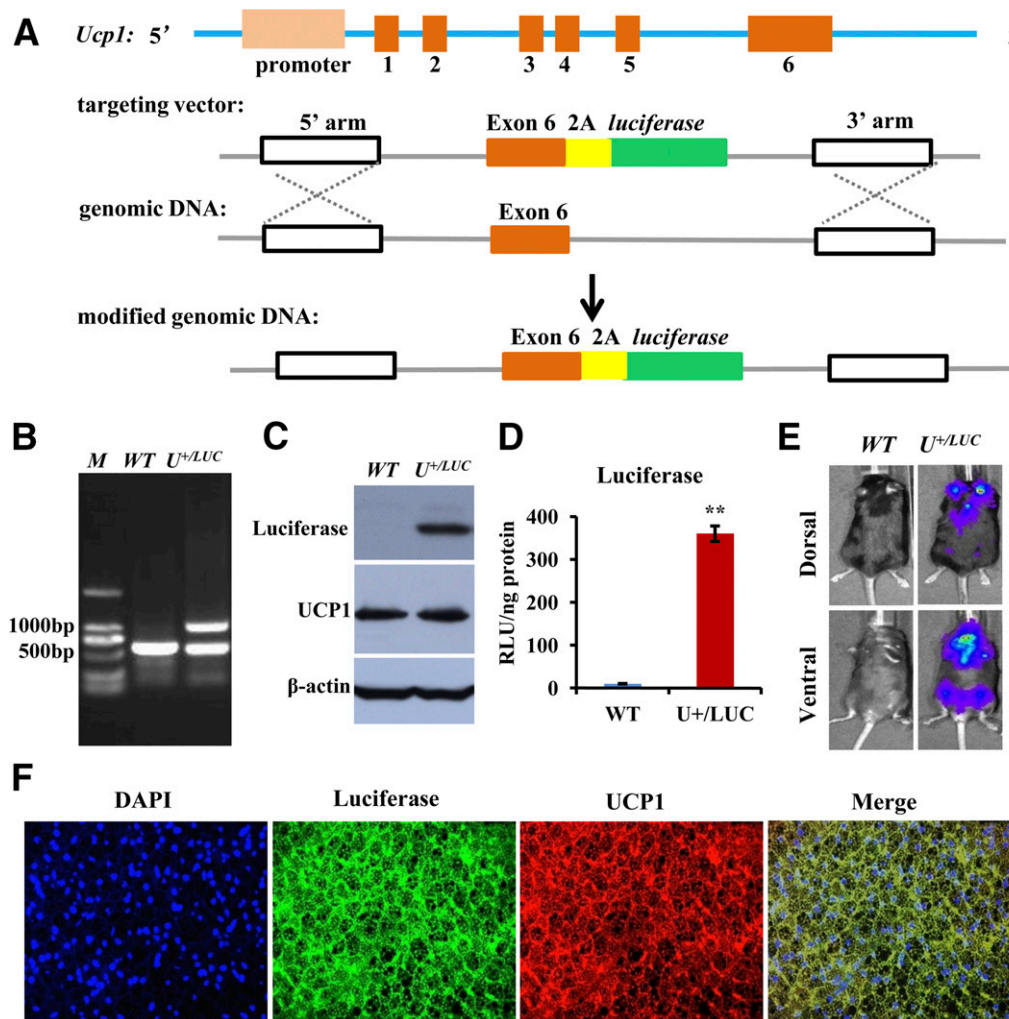 A
Ucp1: 5’
promoter 1 2 3 4 5 6
targeting vector:
5’ arm Exon 6 2A luciferase 3’ arm
genomic DNA:
Exon 6
modified genomic DNA:
Exon 6 2A luciferase
B
M WT U+/LUC
1000bp
500bp
C
WT U+/LUC
Luciferase
UCP1
β-actin
D
Luciferase
RLU/ng protein
400
300
200
100
0
**
WT U+/LUC
E
WT U+/LUC
Dorsal
Ventral
F
DAPI Luciferase UCP1 Merge